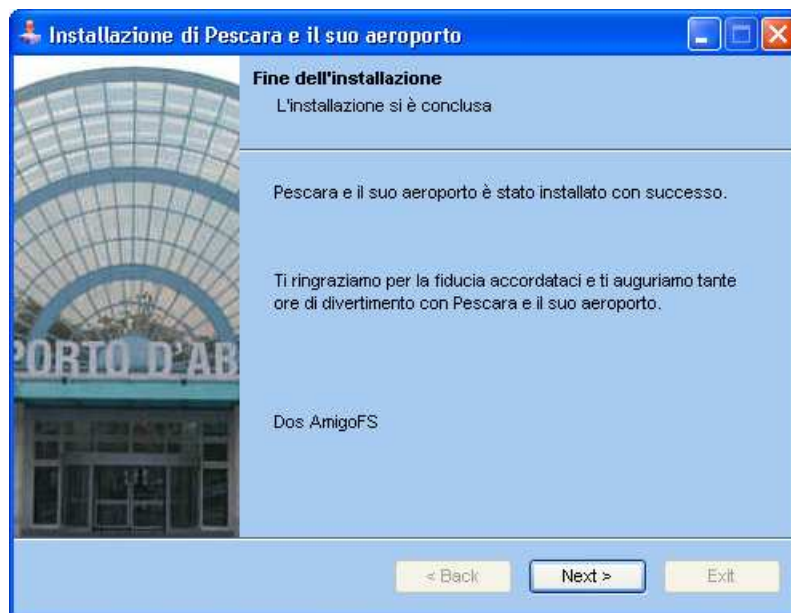 Installazione di Pescara e il suo aeroporto
Fine dell'installazione
L'installazione si è conclusa
Pescara e il suo aeroporto è stato installato con successo.
Ti ringraziamo per la fiducia accordataci e ti auguriamo tante
ore di divertimento con Pescara e il suo aeroporto.
PORTO D'AB
Dos AmigoFS
< Back
Next >
Exit